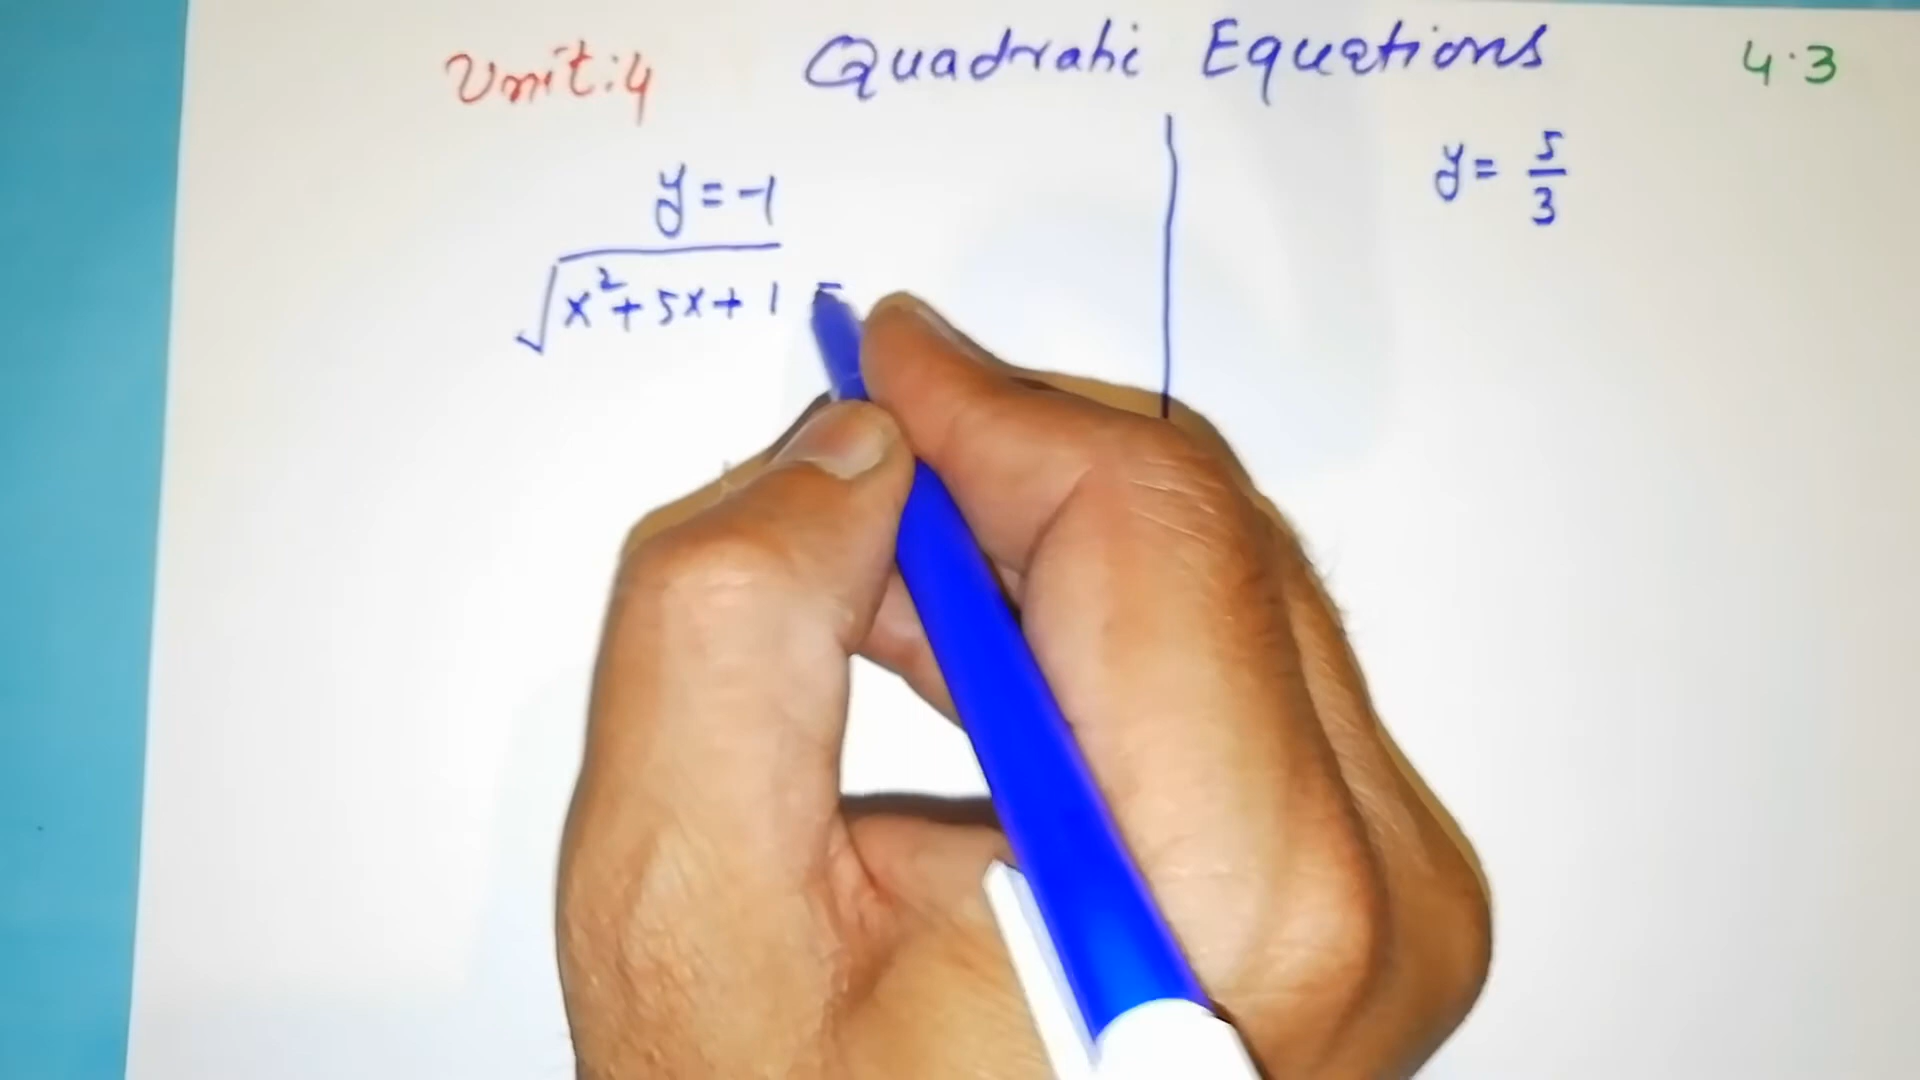 Unit:4 Quadratic Equations 4.3
y = -1
√x²+5x+1 =
y = 5/3